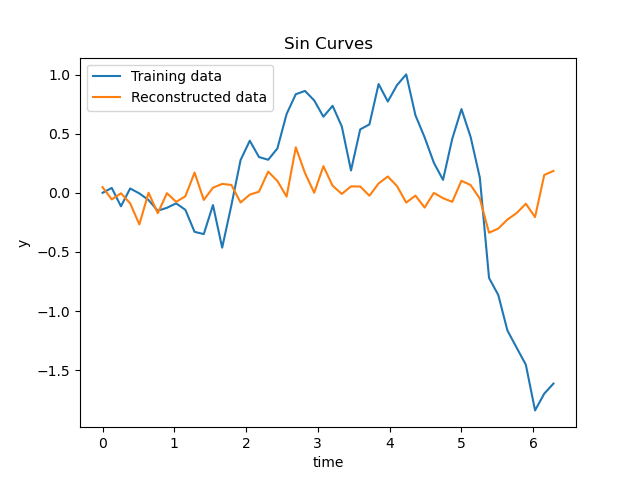 Sin Curves
Training data
Reconstructed data
1.0
0.5
0.0
−0.5
−1.0
−1.5
y
0 1 2 3 4 5 6
time